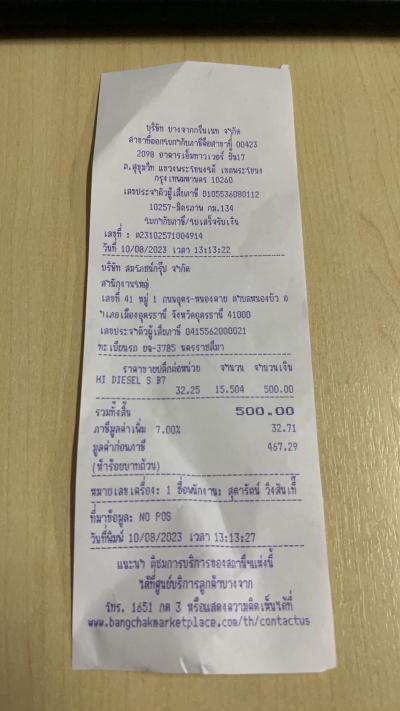 บริษัท บางจากกรีนเนท จำกัด
สาขาที่ออกใบกำกับภาษีคือสาขาที่ 00423
2098 อาคารเอ็มทาวเวอร์ ชั้น17
ถ.สุขุมวิท แขวงพระโขนงใต้ เขตพระโขนง
กรุงเทพมหานคร 10260
เลขประจำตัวผู้เสียภาษี 0105536080112
10257-มิตรภาพ กม.134
ใบกำกับภาษี/ใบเสร็จรับเงิน
เลขที่ : 23102571004914
วันที่ 10/08/2023 เวลา 13:13:22
บริษัท สมโภชน์กรุ๊ป จำกัด
สำนักงานใหญ่
เลขที่ 41 หมู่ 1 ถนนอุดร-หนองคาย ตำบลหนองบัว อ
ำเภอเมืองอุดรธานี จังหวัดอุดรธานี 41000
เลขประจำตัวผู้เสียภาษี 0415562000021
ทะเบียนรถ ยฉ-3785 นครราชสีมา
ราคาขายปลีกต่อหน่วย จำนวน จำนวนเงิน
HI DIESEL S B7
32.25 15.504 500.00
รวมทั้งสิ้น 500.00
ภาษีมูลค่าเพิ่ม 7.00% 32.71
มูลค่าก่อนภาษี 467.29
(ห้าร้อยบาทถ้วน)
หมายเลขเครื่อง: 1 ชื่อพนักงาน: สุดารัตน์
ที่มาข้อมูล: NO POS
วันที่พิมพ์ 10/08/2023 เวลา 13:13:27
แนะนำ ติชมการบริการของสถานีฯแห่งนี้
ได้ที่ศูนย์บริการลูกค้าบางจาก
โทร. 1651 กด 3 หรือแสดงความคิดเห็นได้ที่
www.bangchakmarketplace.com/th/contactus